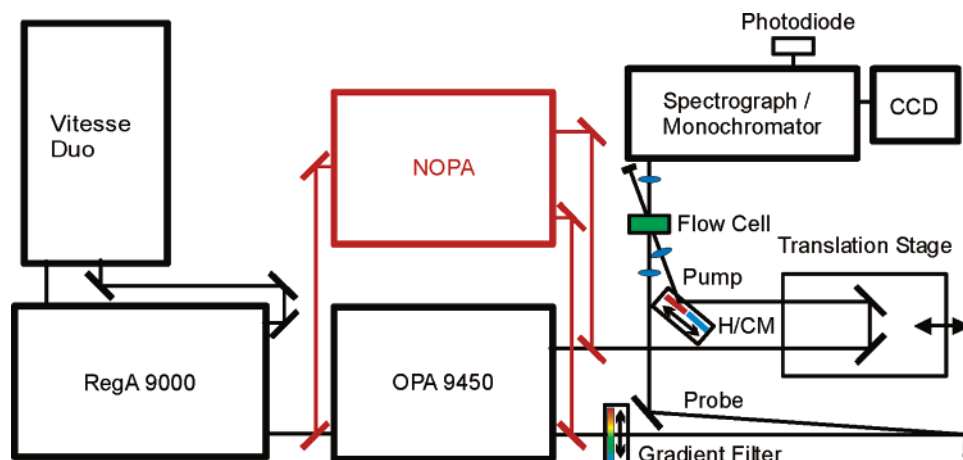 Photodiode
Vitesse
Duo
Spectrograph /
Monochromator
CCD
NOPA
Flow Cell
Translation Stage
Pump
H/CM
RegA 9000
OPA 9450
Probe
Gradient Filter